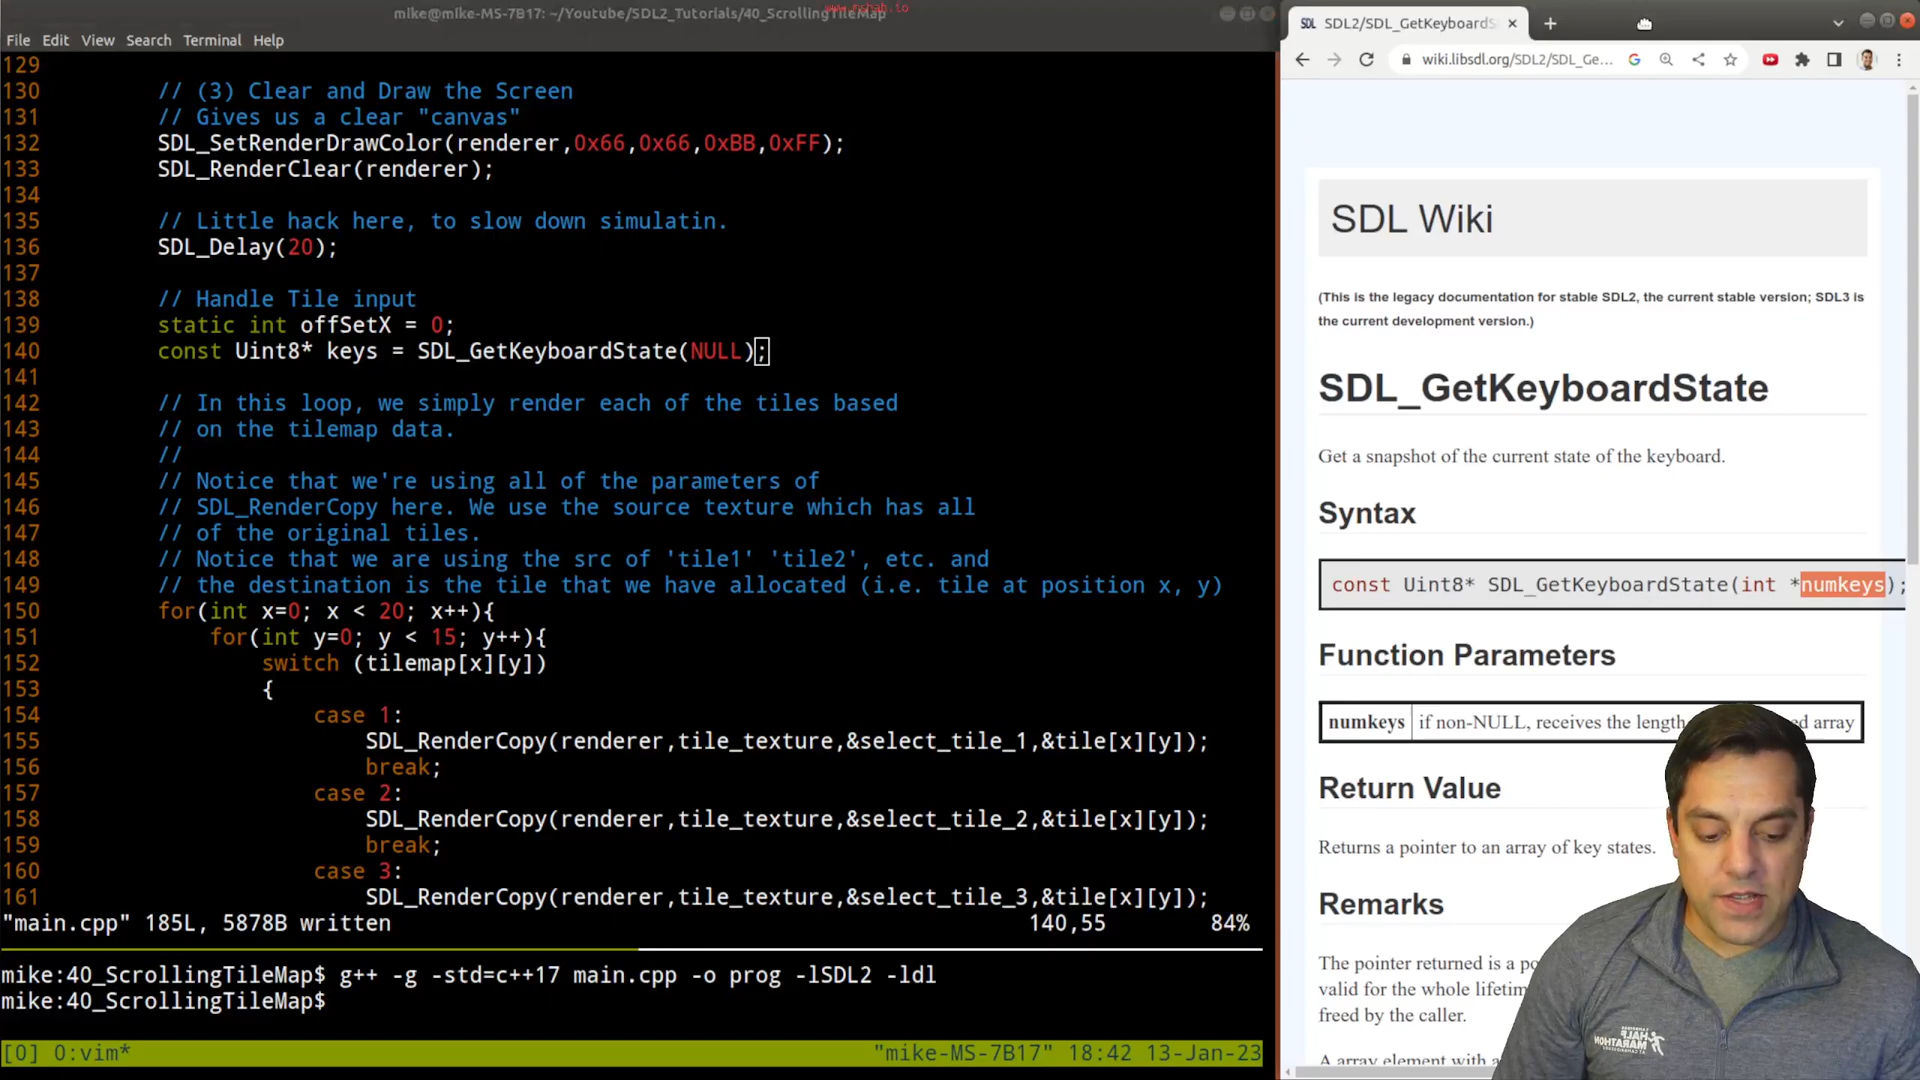 mike@mike-MS-7B17: ~/Youtube/SDL2_Tutorials/40_ScrollingTileMap
www.mshah.io
File Edit View Search Terminal Help
129
130 // (3) Clear and Draw the Screen
131 // Gives us a clear "canvas"
132 SDL_SetRenderDrawColor(renderer,0x66,0x66,0xBB,0xFF);
133 SDL_RenderClear(renderer);
134
135 // Little hack here, to slow down simulatin.
136 SDL_Delay(20);
137
138 // Handle Tile input
139 static int offSetX = 0;
140 const Uint8* keys = SDL_GetKeyboardState(NULL);
141
142 // In this loop, we simply render each of the tiles based
143 // on the tilemap data.
144 //
145 // Notice that we're using all of the parameters of
146 // SDL_RenderCopy here. We use the source texture which has all
147 // of the original tiles.
148 // Notice that we are using the src of 'tile1' 'tile2', etc. and
149 // the destination is the tile that we have allocated (i.e. tile at position x, y)
150 for(int x=0; x < 20; x++){
151 for(int y=0; y < 15; y++){
152 switch (tilemap[x][y])
153 {
154 case 1:
155 SDL_RenderCopy(renderer,tile_texture,&select_tile_1,&tile[x][y]);
156 break;
157 case 2:
158 SDL_RenderCopy(renderer,tile_texture,&select_tile_2,&tile[x][y]);
159 break;
160 case 3:
161 SDL_RenderCopy(renderer,tile_texture,&select_tile_3,&tile[x][y]);
"main.cpp" 185L, 5878B written 140,55 84%
mike:40_ScrollingTileMap$ g++ -g -std=c++17 main.cpp -o prog -lSDL2 -ldl
mike:40_ScrollingTileMap$
[0] 0:vim* "mike-MS-7B17" 18:42 13-Jan-23
SDL SDL2/SDL_GetKeyboardS
wiki.libsdl.org/SDL2/SDL_Ge...
SDL Wiki
(This is the legacy documentation for stable SDL2, the current stable version; SDL3 is
the current development version.)
SDL_GetKeyboardState
Get a snapshot of the current state of the keyboard.
Syntax
const Uint8* SDL_GetKeyboardState(int *numkeys);
Function Parameters
numkeys if non-NULL, receives the length array
Return Value
Returns a pointer to an array of key states.
Remarks
The pointer returned is a
valid for the whole
freed by the caller.
A array element with a
HALF
MARATHON